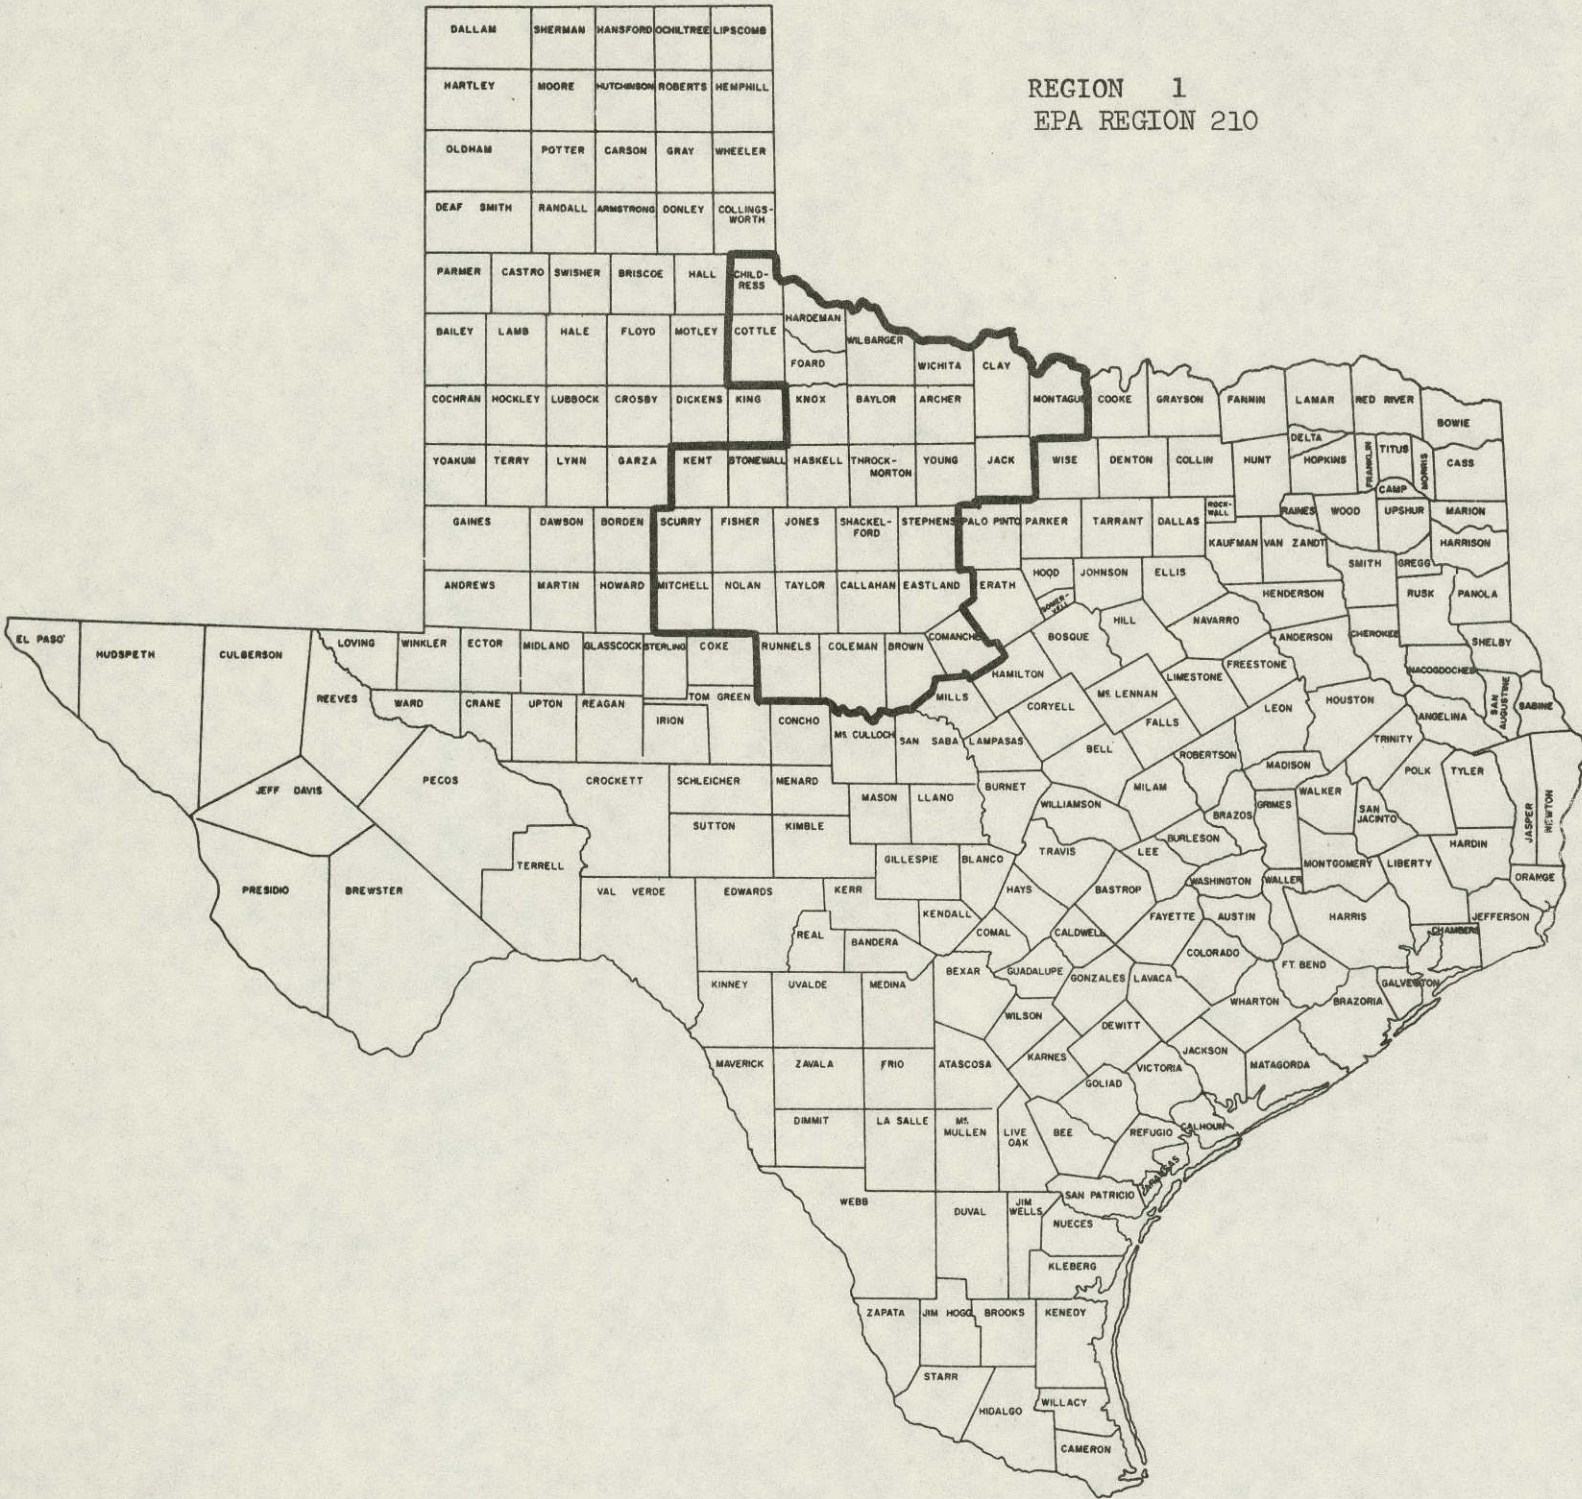 REGION 1
EPA REGION 210
DALLAM SHERMAN HANSFORD OCHILTREE LIPSCOMB
HARTLEY MOORE HUTCHINSON ROBERTS HEMPHILL
OLDHAM POTTER CARSON GRAY WHEELER
DEAF SMITH RANDALL ARMSTRONG DONLEY COLLINGS-
WORTH
PARMER CASTRO SWISHER BRISCOE HALL CHILD-
RESS
BAILEY LAMB HALE FLOYD MOTLEY COTTLE HARDEMAN
FOARD WILBARGER WICHITA CLAY
COCHRAN HOCKLEY LUBBOCK CROSBY DICKENS KING KNOX BAYLOR ARCHER MONTAGUE COOKE GRAYSON FANNIN LAMAR RED RIVER BOWIE
YOAKUM TERRY LYNN GARZA KENT STONEWALL HASKELL THROCK-
MORTON YOUNG JACK WISE DENTON COLLIN HUNT DELTA HOPKINS FRANKLIN TITUS MORRIS CASS
CAMP
GAINES DAWSON BORDEN SCURRY FISHER JONES SHACKEL-
FORD STEPHENS PALO PINTO PARKER TARRANT DALLAS ROCK-
WALL RAINES WOOD UPSHUR MARION
KAUFMAN VAN ZANDT HARRISON
ANDREWS MARTIN HOWARD MITCHELL NOLAN TAYLOR CALLAHAN EASTLAND ERATH HOOD JOHNSON ELLIS SMITH GREGG
SOMER-
VELL HENDERSON RUSK PANOLA
EL PASO HUDSPETH CULBERSON LOVING WINKLER ECTOR MIDLAND GLASSCOCK STERLING COKE RUNNELS COLEMAN BROWN COMANCHE BOSQUE HILL NAVARRO ANDERSON CHEROKEE SHELBY
REEVES WARD CRANE UPTON REAGAN TOM GREEN MILLS HAMILTON LIMESTONE FREESTONE NACOGDOCHES
IRION CONCHO Mc CULLOCH SAN SABA LAMPASAS CORYELL Mc LENNAN FALLS LEON HOUSTON ANGELINA SAN
AUGUSTINE SABINE
BELL ROBERTSON MADISON TRINITY
JEFF DAVIS PECOS CROCKETT SCHLEICHER MENARD MASON LLANO BURNET WILLIAMSON MILAM WALKER POLK TYLER
BRAZOS GRIMES SAN
JACINTO JASPER NEWTON
SUTTON KIMBLE BURLESON HARDIN
PRESIDIO BREWSTER TERRELL GILLESPIE BLANCO TRAVIS LEE MONTGOMERY LIBERTY
VAL VERDE EDWARDS KERR HAYS BASTROP WASHINGTON WALLER ORANGE
KENDALL FAYETTE AUSTIN HARRIS JEFFERSON
REAL BANDERA COMAL CALDWELL CHAMBERS
KINNEY UVALDE MEDINA BEXAR GUADALUPE GONZALES LAVACA COLORADO FT. BEND GALVESTON
WILSON DEWITT WHARTON BRAZORIA
MAVERICK ZAVALA FRIO ATASCOSA KARNES VICTORIA JACKSON MATAGORDA
GOLIAD
DIMMIT LA SALLE Mc
MULLEN LIVE
OAK BEE REFUGIO CALHOUN
ARANSAS
WEBB DUVAL JIM
WELLS SAN PATRICIO
NUECES
KLEBERG
ZAPATA JIM HOGG BROOKS KENEDY
STARR HIDALGO WILLACY
CAMERON